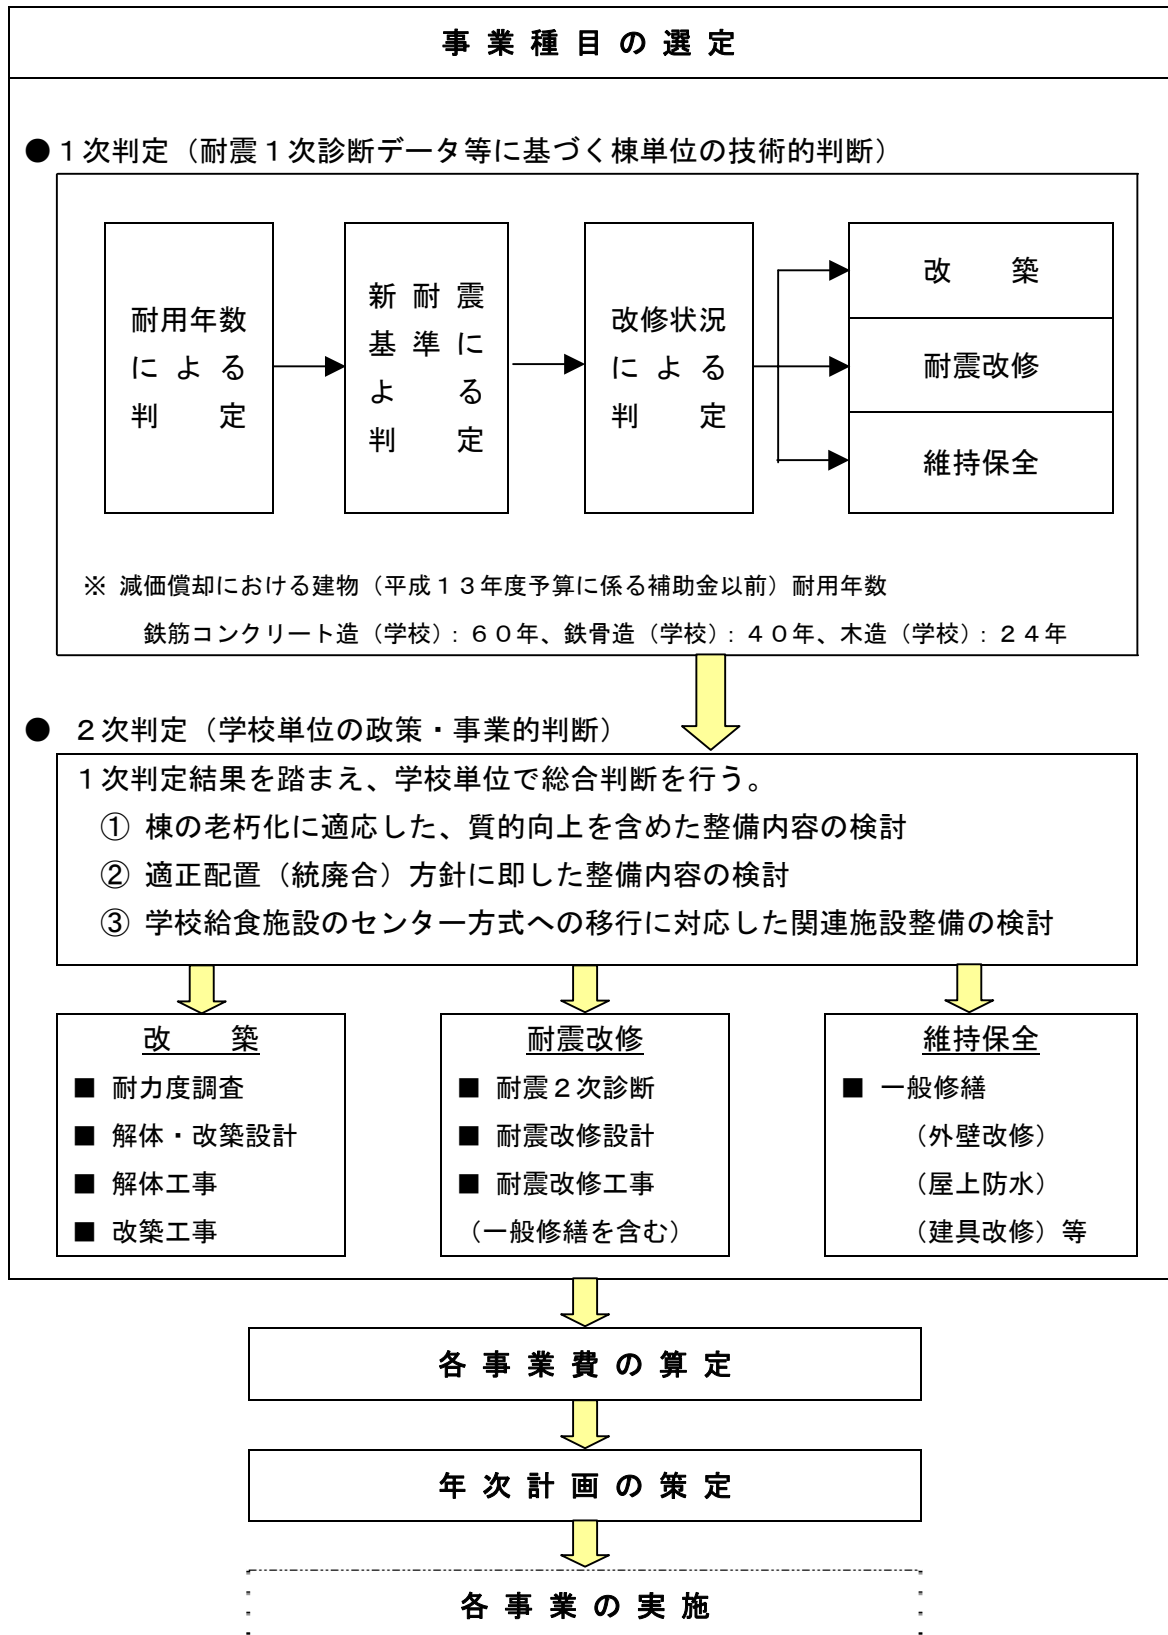 事業種目の選定
●１次判定（耐震１次診断データ等に基づく棟単位の技術的判断）
耐用年数
による
判定
新耐震
基準に
よる
判定
改修状況
による
判定
改築
耐震改修
維持保全
※ 減価償却における建物（平成１３年度予算に係る補助金以前）耐用年数
鉄筋コンクリート造（学校）：６０年、鉄骨造（学校）：４０年、木造（学校）：２４年
● ２次判定（学校単位の政策・事業的判断）
１次判定結果を踏まえ、学校単位で総合判断を行う。
① 棟の老朽化に適応した、質的向上を含めた整備内容の検討
② 適正配置（統廃合）方針に即した整備内容の検討
③ 学校給食施設のセンター方式への移行に対応した関連施設整備の検討
改築
■ 耐力度調査
■ 解体・改築設計
■ 解体工事
■ 改築工事
耐震改修
■ 耐震２次診断
■ 耐震改修設計
■ 耐震改修工事
（一般修繕を含む）
維持保全
■ 一般修繕
（外壁改修）
（屋上防水）
（建具改修）等
各事業費の算定
年次計画の策定
各事業の実施